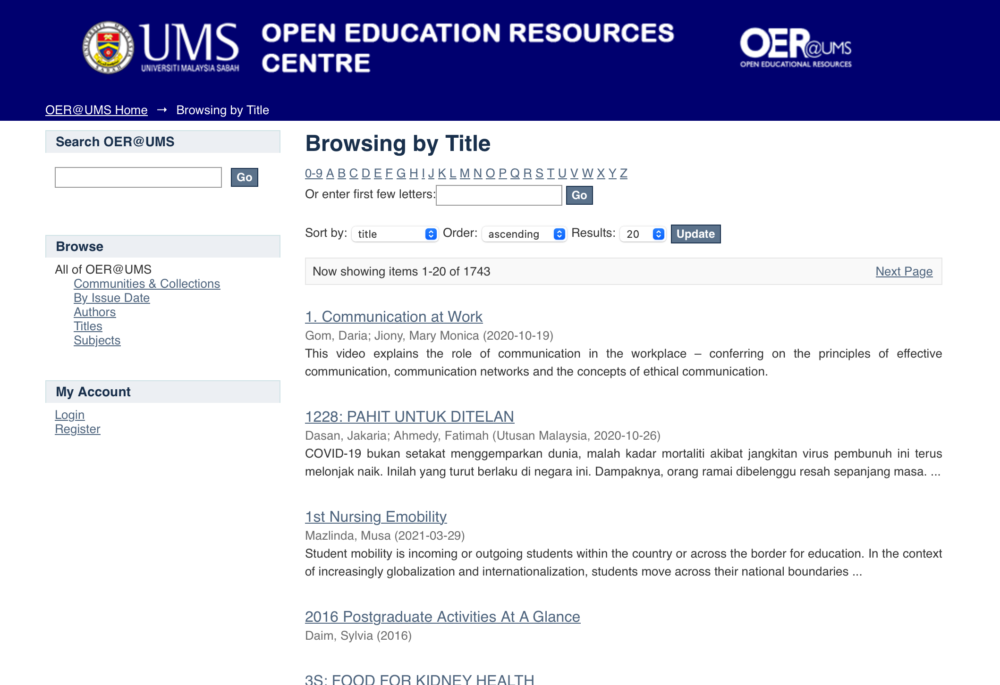 UMS
UNIVERSITI MALAYSIA SABAH
OPEN EDUCATION RESOURCES
CENTRE
OER@UMS
OPEN EDUCATIONAL RESOURCES
OER@UMS Home → Browsing by Title
Search OER@UMS
Go
Browse
All of OER@UMS
Communities & Collections
By Issue Date
Authors
Titles
Subjects
My Account
Login
Register
Browsing by Title
0-9 A B C D E F G H I J K L M N O P Q R S T U V W X Y Z
Or enter first few letters: Go
Sort by: title Order: ascending Results: 20 Update
Now showing items 1-20 of 1743 Next Page
1. Communication at Work
Gom, Daria; Jiony, Mary Monica (2020-10-19)
This video explains the role of communication in the workplace – conferring on the principles of effective
communication, communication networks and the concepts of ethical communication.
1228: PAHIT UNTUK DITELAN
Dasan, Jakaria; Ahmedy, Fatimah (Utusan Malaysia, 2020-10-26)
COVID-19 bukan setakat menggemparkan dunia, malah kadar mortaliti akibat jangkitan virus pembunuh ini terus
melonjak naik. Inilah yang turut berlaku di negara ini. Dampaknya, orang ramai dibelenggu resah sepanjang masa. ...
1st Nursing Emobility
Mazlinda, Musa (2021-03-29)
Student mobility is incoming or outgoing students within the country or across the border for education. In the context
of increasingly globalization and internationalization, students move across their national boundaries ...
2016 Postgraduate Activities At A Glance
Daim, Sylvia (2016)
3S: FOOD FOR KIDNEY HEALTH